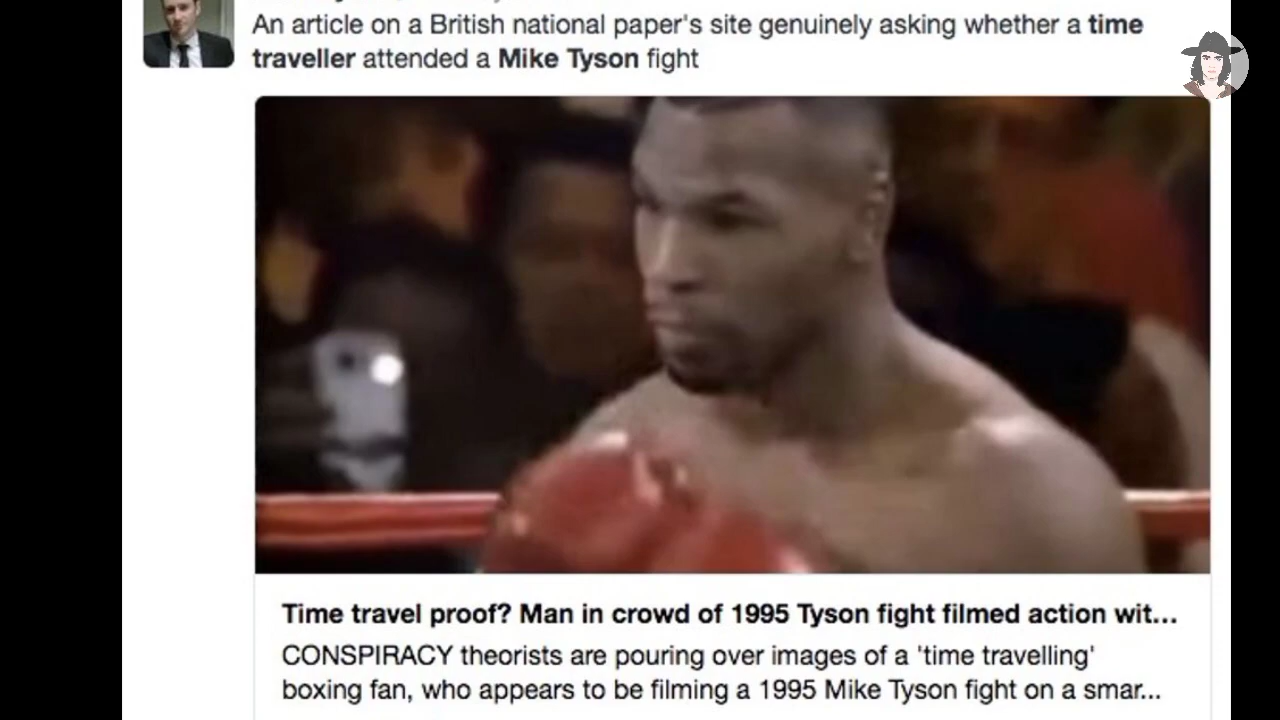 An article on a British national paper's site genuinely asking whether a time
traveller attended a Mike Tyson fight
Time travel proof? Man in crowd of 1995 Tyson fight filmed action wit...
CONSPIRACY theorists are pouring over images of a 'time travelling'
boxing fan, who appears to be filming a 1995 Mike Tyson fight on a smar...